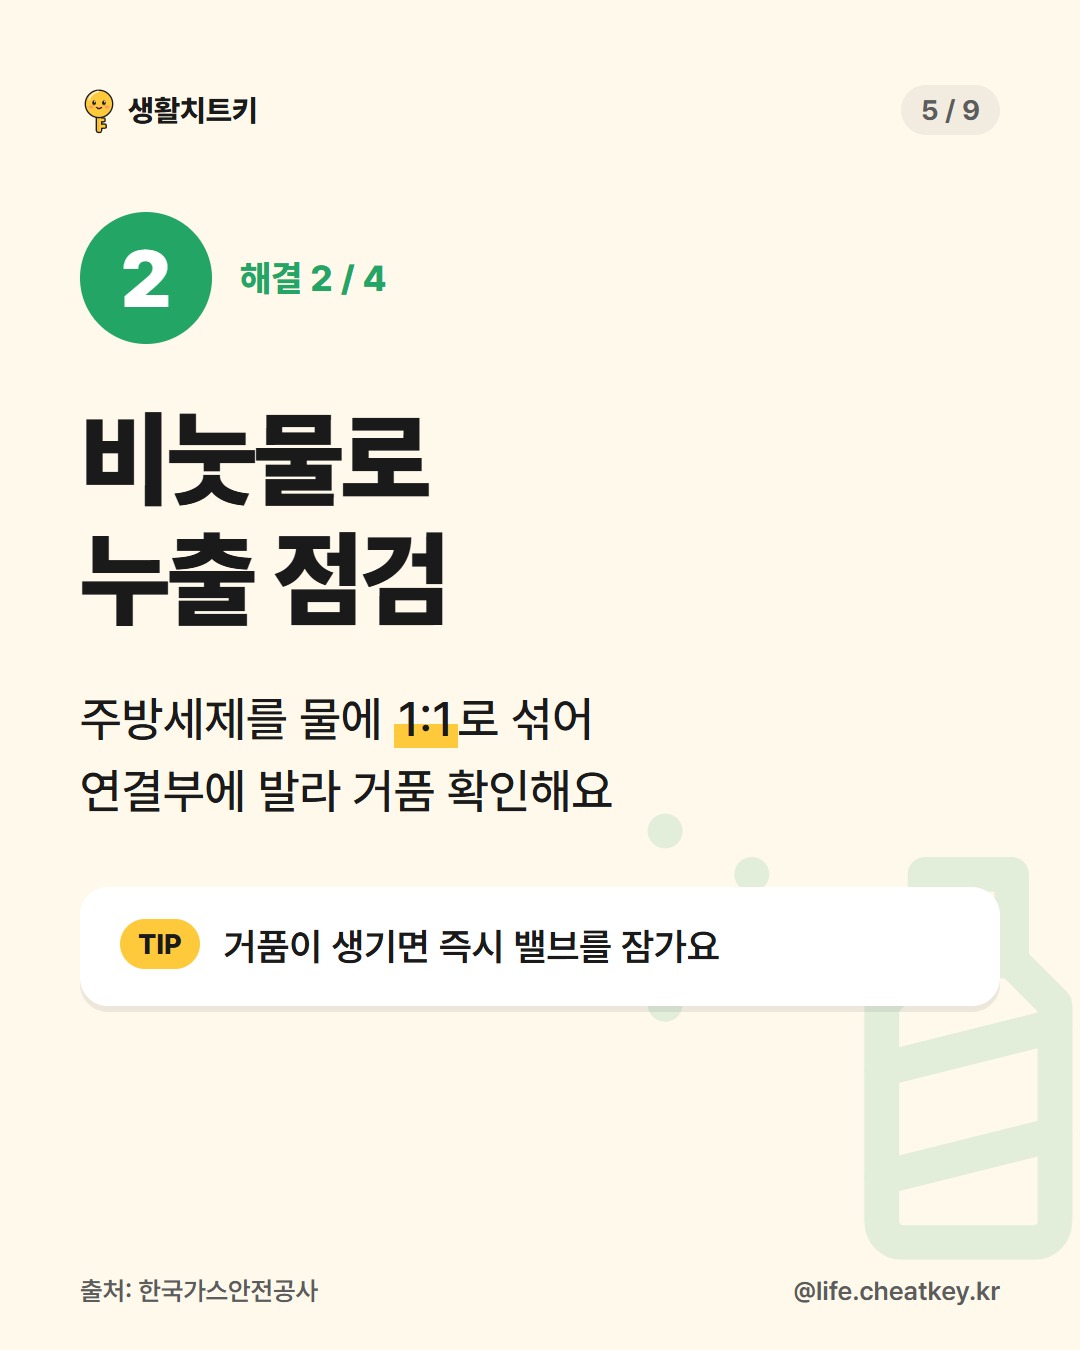 생활치트키
5 / 9
2
해결 2 / 4
비눗물로
누출 점검
주방세제를 물에 1:1로 섞어
연결부에 발라 거품 확인해요
TIP 거품이 생기면 즉시 밸브를 잠가요
출처: 한국가스안전공사
@life.cheatkey.kr